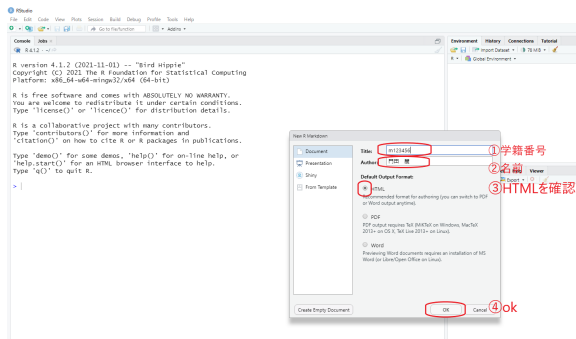 RStudio
File Edit Code View Plots Session Build Debug Profile Tools Help
Go to file/function
Addins
Console Jobs
R 4.1.2 · ~/
R version 4.1.2 (2021-11-01) -- "Bird Hippie"
Copyright (C) 2021 The R Foundation for Statistical Computing
Platform: x86_64-w64-mingw32/x64 (64-bit)
R is free software and comes with ABSOLUTELY NO WARRANTY.
You are welcome to redistribute it under certain conditions.
Type 'license()' or 'licence()' for distribution details.
R is a collaborative project with many contributors.
Type 'contributors()' for more information and
'citation()' on how to cite R or R packages in publications.
Type 'demo()' for some demos, 'help()' for on-line help, or
'help.start()' for an HTML browser interface to help.
Type 'q()' to quit R.
>
Environment History Connections Tutorial
Import Dataset 78 MiB
R Global Environment
Help Viewer
Export
New R Markdown
Document
Presentation
Shiny
From Template
Title: m123456
Author: 門田
Default Output Format:
HTML
Recommended format for authoring (you can switch to PDF
or Word output anytime).
PDF
PDF output requires TeX (MiKTeX on Windows, MacTeX
2013+ on OS X, TeX Live 2013+ on Linux).
Word
Previewing Word documents requires an installation of MS
Word (or Libre/Open Office on Linux).
Create Empty Document
OK
Cancel
①学籍番号
②名前
③HTMLを確認
④ok